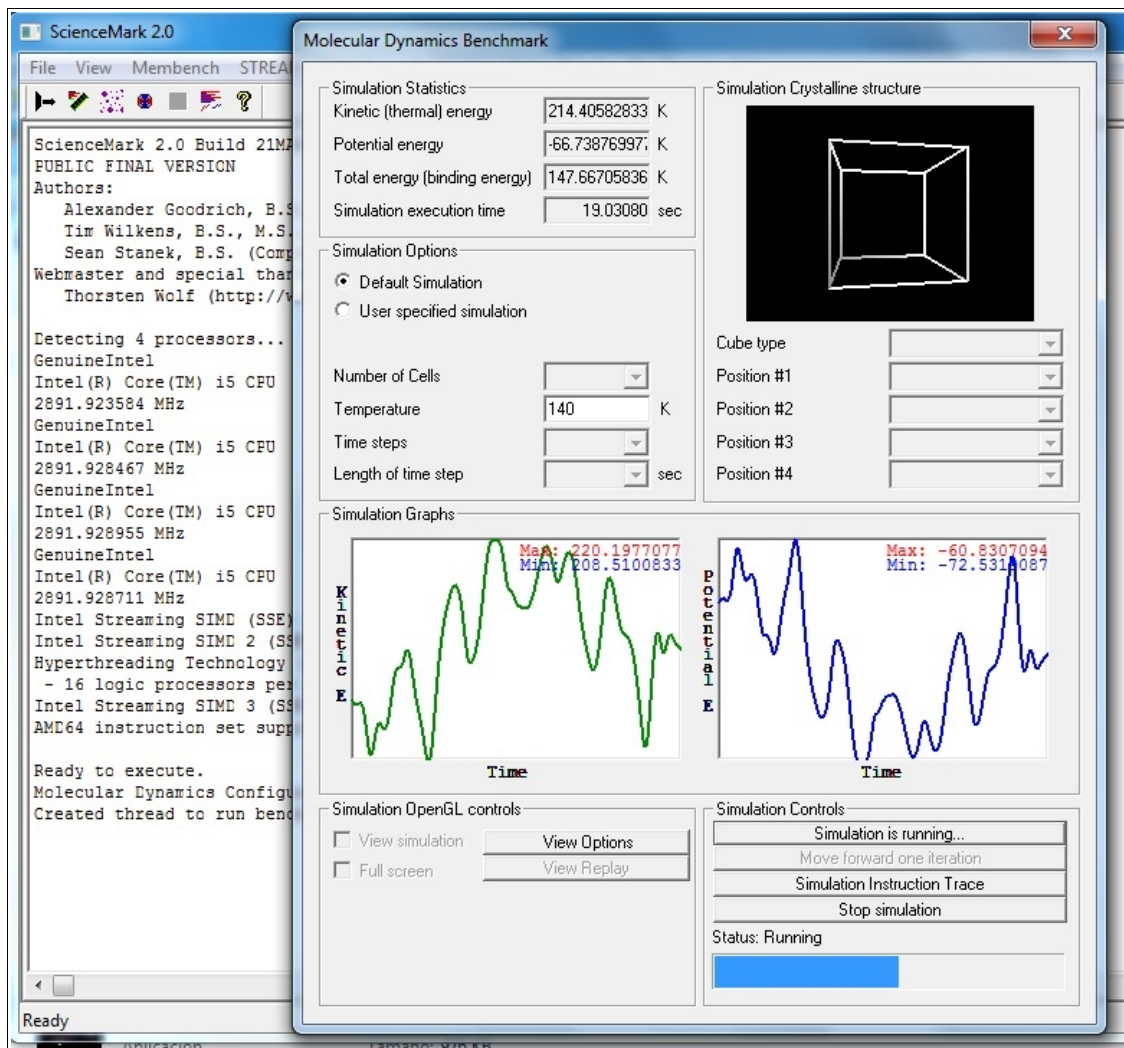 ScienceMark 2.0
File View Membench
ScienceMark 2.0 Build
PUBLIC FINAL VERSION
Authors:
Alexander Goodrich,
Tim Wilkens, B.S., M.S.
Sean Stanek, B.S.
Webmaster and special
Thorsten Wolf
Detecting 4 processors...
GenuineIntel
Intel(R) Core(TM) i5 CPU
2891.923584 MHz
GenuineIntel
Intel(R) Core(TM) i5 CPU
2891.928467 MHz
GenuineIntel
Intel(R) Core(TM) i5 CPU
2891.928955 MHz
GenuineIntel
Intel(R) Core(TM) i5 CPU
2891.928711 MHz
Intel Streaming SIMD (SSE)
Intel Streaming SIMD 2
Hyperthreading Technology
- 16 logic processors per
Intel Streaming SIMD 3
AMD64 instruction set
Ready to execute.
Molecular Dynamics
Created thread to run
Ready
Molecular Dynamics Benchmark
Simulation Statistics
Kinetic (thermal) energy 214.40582833 K
Potential energy -66.738769977 K
Total energy (binding energy) 147.66705836 K
Simulation execution time 19.03080 sec
Simulation Options
Default Simulation
User specified simulation
Number of Cells
Temperature 140 K
Time steps
Length of time step sec
Simulation Crystalline structure
Cube type
Position #1
Position #2
Position #3
Position #4
Simulation Graphs
Kinetic E
Max: 220.1977077
Min: 208.5100833
Time
Potential E
Max: -60.8307094
Min:
Time
Simulation OpenGL controls
View simulation
View Options
Full screen
View Replay
Simulation Controls
Simulation is running...
Move forward one iteration
Simulation Instruction Trace
Stop simulation
Status: Running